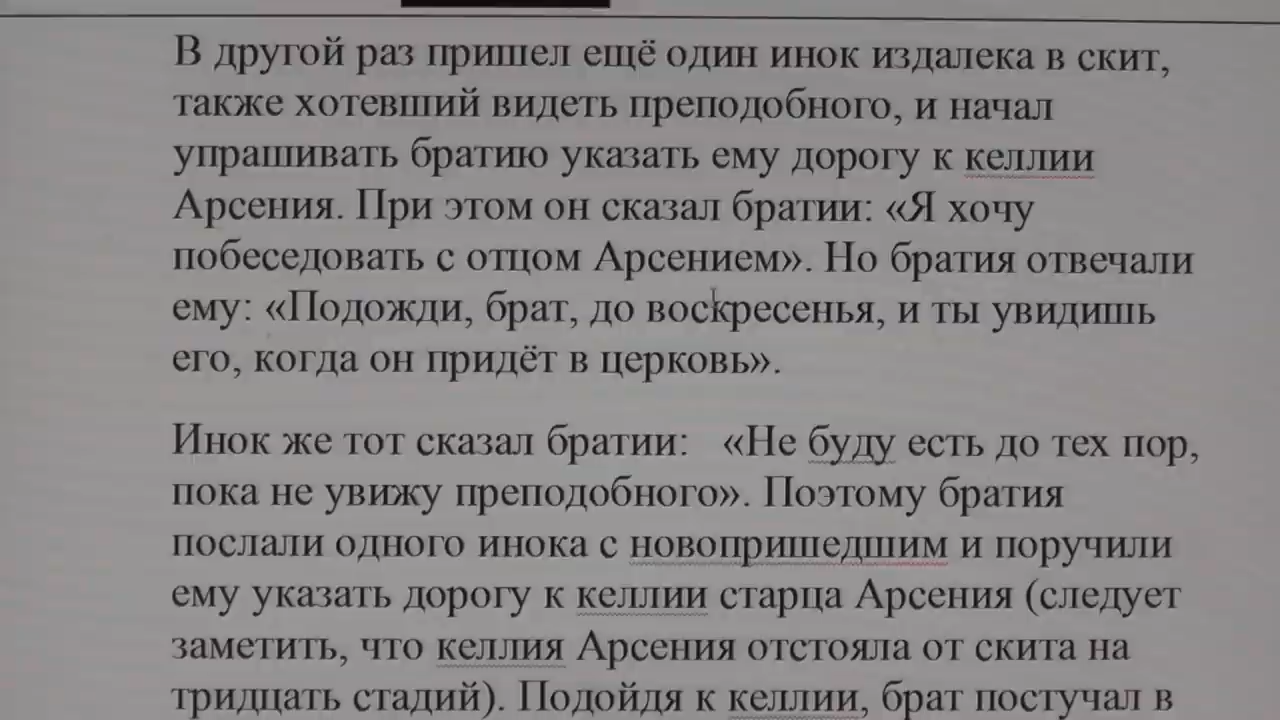 В другой раз пришел ещё один инок издалека в скит,
также хотевший видеть преподобного, и начал
упрашивать братию указать ему дорогу к келлии
Арсения. При этом он сказал братии: «Я хочу
побеседовать с отцом Арсением». Но братия отвечали
ему: «Подожди, брат, до воскресенья, и ты увидишь
его, когда он придёт в церковь».
Инок же тот сказал братии: «Не буду есть до тех пор,
пока не увижу преподобного». Поэтому братия
послали одного инока с новопришедшим и поручили
ему указать дорогу к келлии старца Арсения (следует
заметить, что келлия Арсения отстояла от скита на
тридцать стадий). Подойдя к келлии, брат постучал в